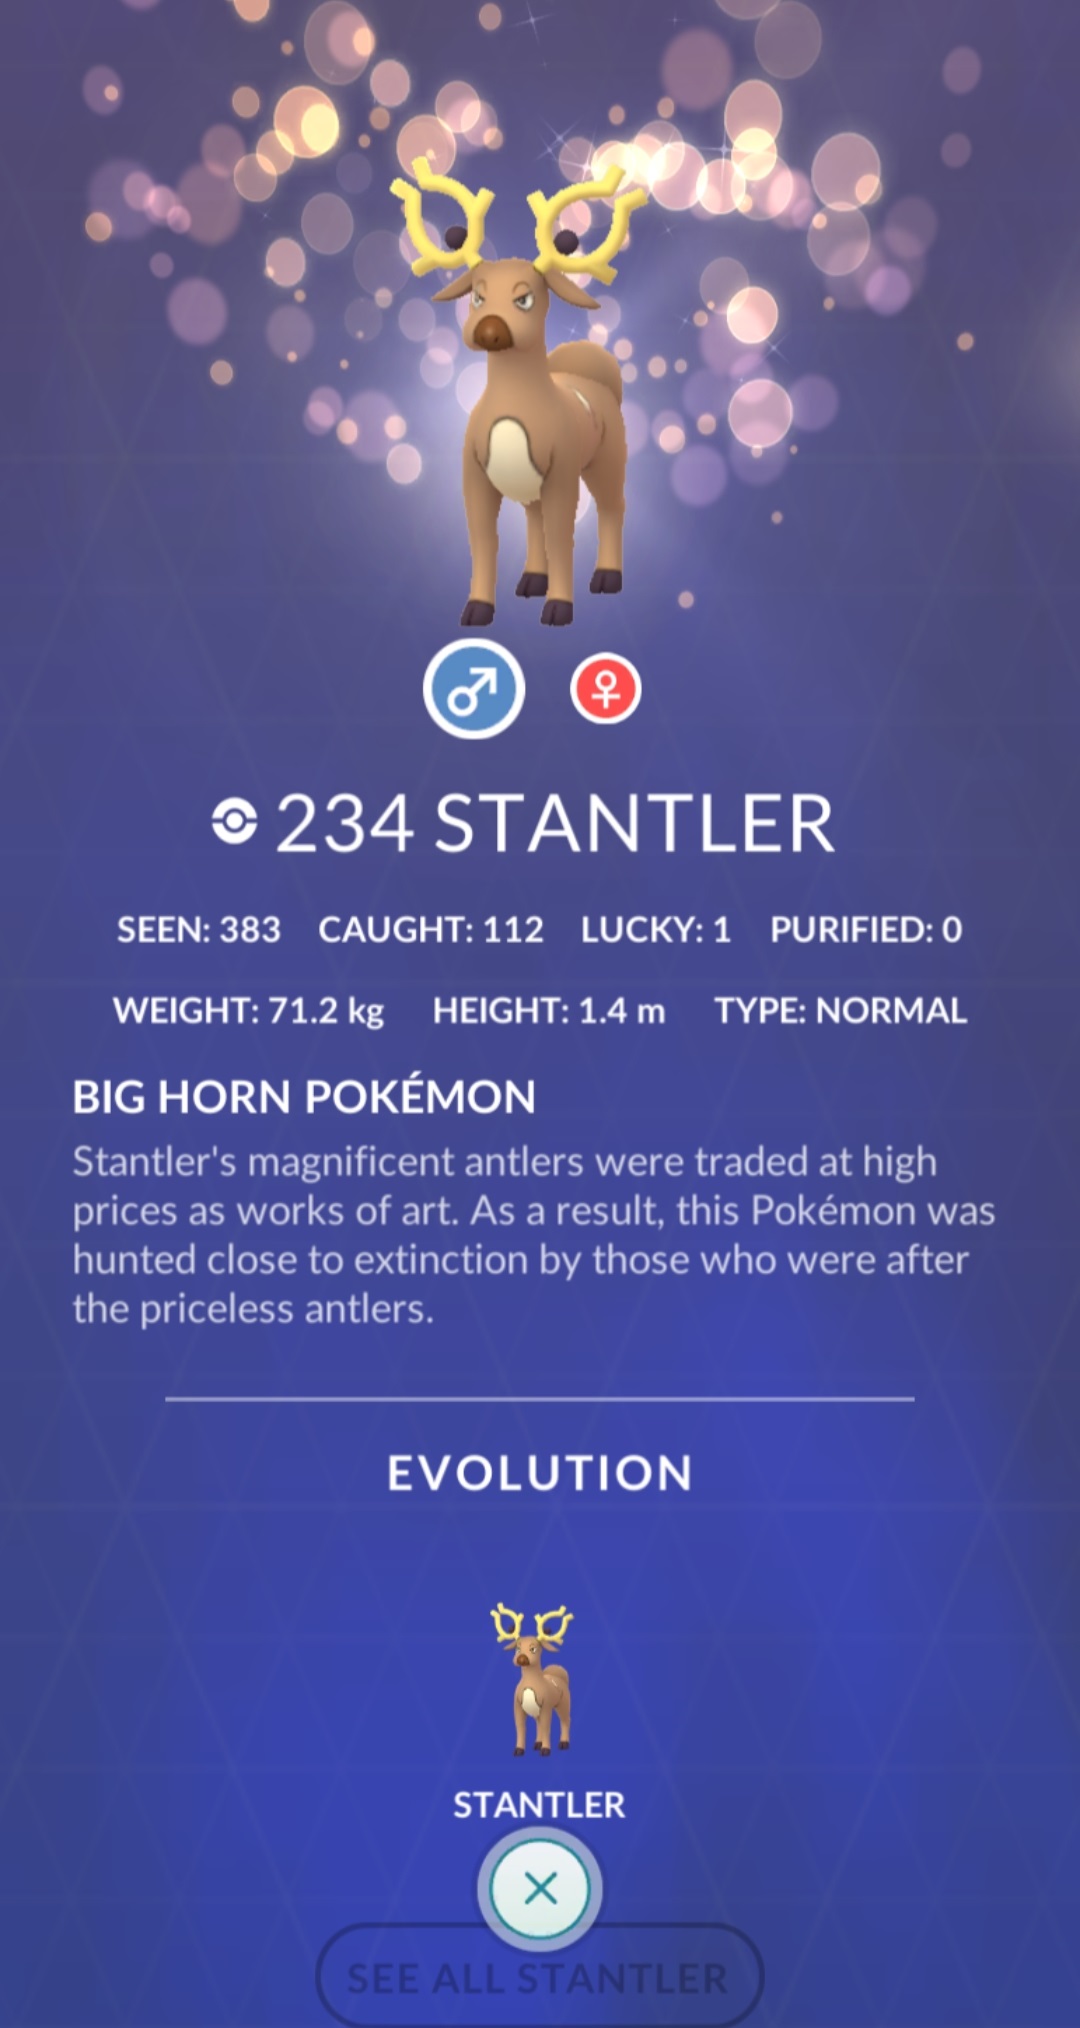 234 STANTLER
SEEN: 383 CAUGHT: 112 LUCKY: 1 PURIFIED: 0
WEIGHT: 71.2 kg HEIGHT: 1.4 m TYPE: NORMAL
BIG HORN POKÉMON
Stantler's magnificent antlers were traded at high
prices as works of art. As a result, this Pokémon was
hunted close to extinction by those who were after
the priceless antlers.
EVOLUTION
STANTLER
SEE ALL STANTLER